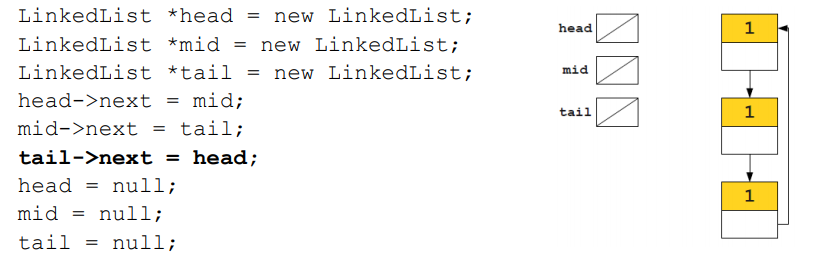 LinkedList *head = new LinkedList;
LinkedList *mid = new LinkedList;
LinkedList *tail = new LinkedList;
head->next = mid;
mid->next = tail;
tail->next = head;
head = null;
mid = null;
tail = null;
head
mid
tail
1
1
1